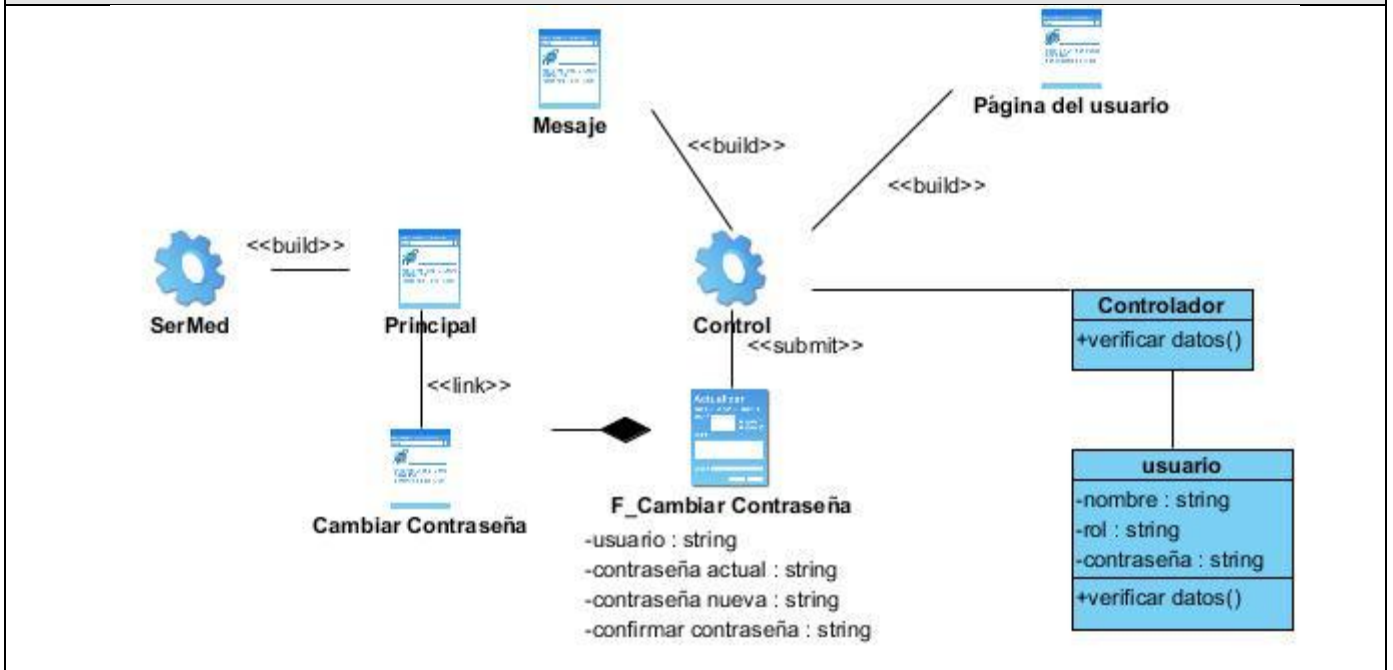 Mesaje
Página del usuario
<<build>>
<<build>>
<<build>>
SerMed
Principal
Control
<<submit>>
<<link>>
Cambiar Contraseña
Actualizar
F_Cambiar Contraseña
-usuario : string
-contraseña actual : string
-contraseña nueva : string
-confirmar contraseña : string
Controlador
+verificar datos()
usuario
-nombre : string
-rol : string
-contraseña : string
+verificar datos()